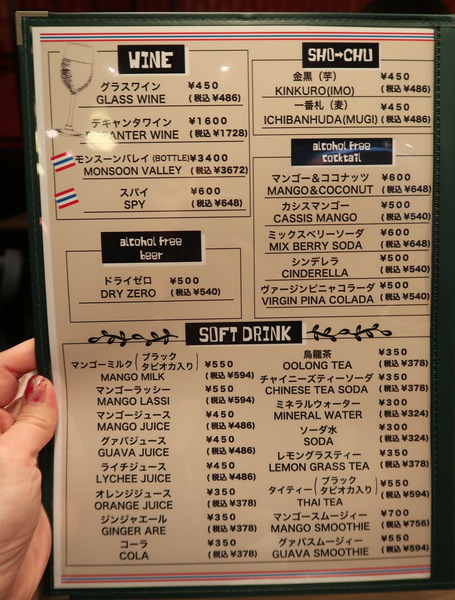 WINE
グラスワイン ¥450
GLASS WINE (税込 ¥486)
デキャンタワイン ¥1600
DECANTER WINE (税込 ¥1728)
モンスーンバレイ (BOTTLE) ¥3400
MONSOON VALLEY (税込 ¥3672)
スパイ ¥600
SPY (税込 ¥648)
alcohol free
beer
ドライゼロ ¥500
DRY ZERO (税込 ¥540)
SHO-CHU
金黒（芋） ¥450
KINKURO(IMO) (税込 ¥486)
一番札（麦） ¥450
ICHIBANHUDA(MUGI) (税込 ¥486)
alcohol free
cocktail
マンゴー＆ココナッツ ¥600
MANGO&COCONUT (税込 ¥648)
カシスマンゴー ¥500
CASSIS MANGO (税込 ¥540)
ミックスベリーソーダ ¥600
MIX BERRY SODA (税込 ¥648)
シンデレラ ¥500
CINDERELLA (税込 ¥540)
ヴァージンピニャコラーダ ¥500
VIRGIN PINA COLADA (税込 ¥540)
SOFT DRINK
マンゴーミルク（ブラックタピオカ入り） ¥550
MANGO MILK (税込 ¥594)
マンゴーラッシー ¥550
MANGO LASSI (税込 ¥594)
マンゴージュース ¥450
MANGO JUICE (税込 ¥486)
グァバジュース ¥450
GUAVA JUICE (税込 ¥486)
ライチジュース ¥450
LYCHEE JUICE (税込 ¥486)
オレンジジュース ¥350
ORANGE JUICE (税込 ¥378)
ジンジャエール ¥350
GINGER ARE (税込 ¥378)
コーラ ¥350
COLA (税込 ¥378)
烏龍茶 ¥350
OOLONG TEA (税込 ¥378)
チャイニーズティーソーダ ¥350
CHINESE TEA SODA (税込 ¥378)
ミネラルウォーター ¥300
MINERAL WATER (税込 ¥324)
ソーダ水 ¥300
SODA (税込 ¥324)
レモングラスティー ¥350
LEMON GRASS TEA (税込 ¥378)
タイティー（ブラックタピオカ入り） ¥550
THAI TEA (税込 ¥594)
マンゴースムージー ¥700
MANGO SMOOTHIE (税込 ¥756)
グァバスムージー ¥550
GUAVA SMOOTHIE (税込 ¥594)